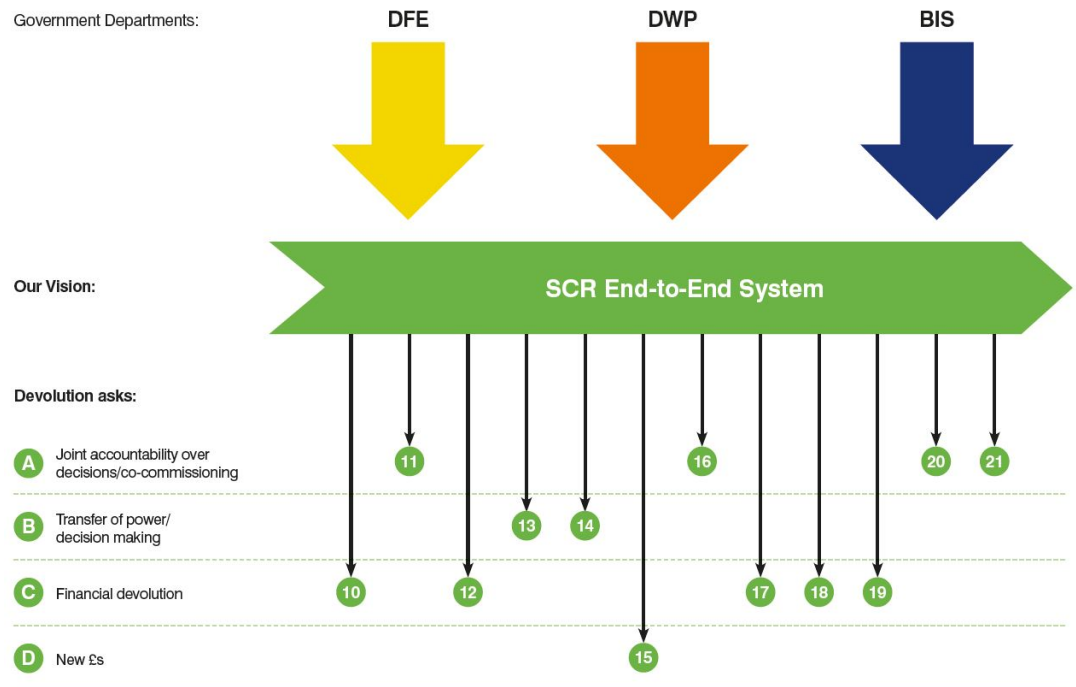 Government Departments:
DFE
DWP
BIS
Our Vision:
SCR End-to-End System
Devolution asks:
A
Joint accountability over
decisions/co-commissioning
11
16
20
21
B
Transfer of power/
decision making
13
14
C
Financial devolution
10
12
17
18
19
D
New £s
15